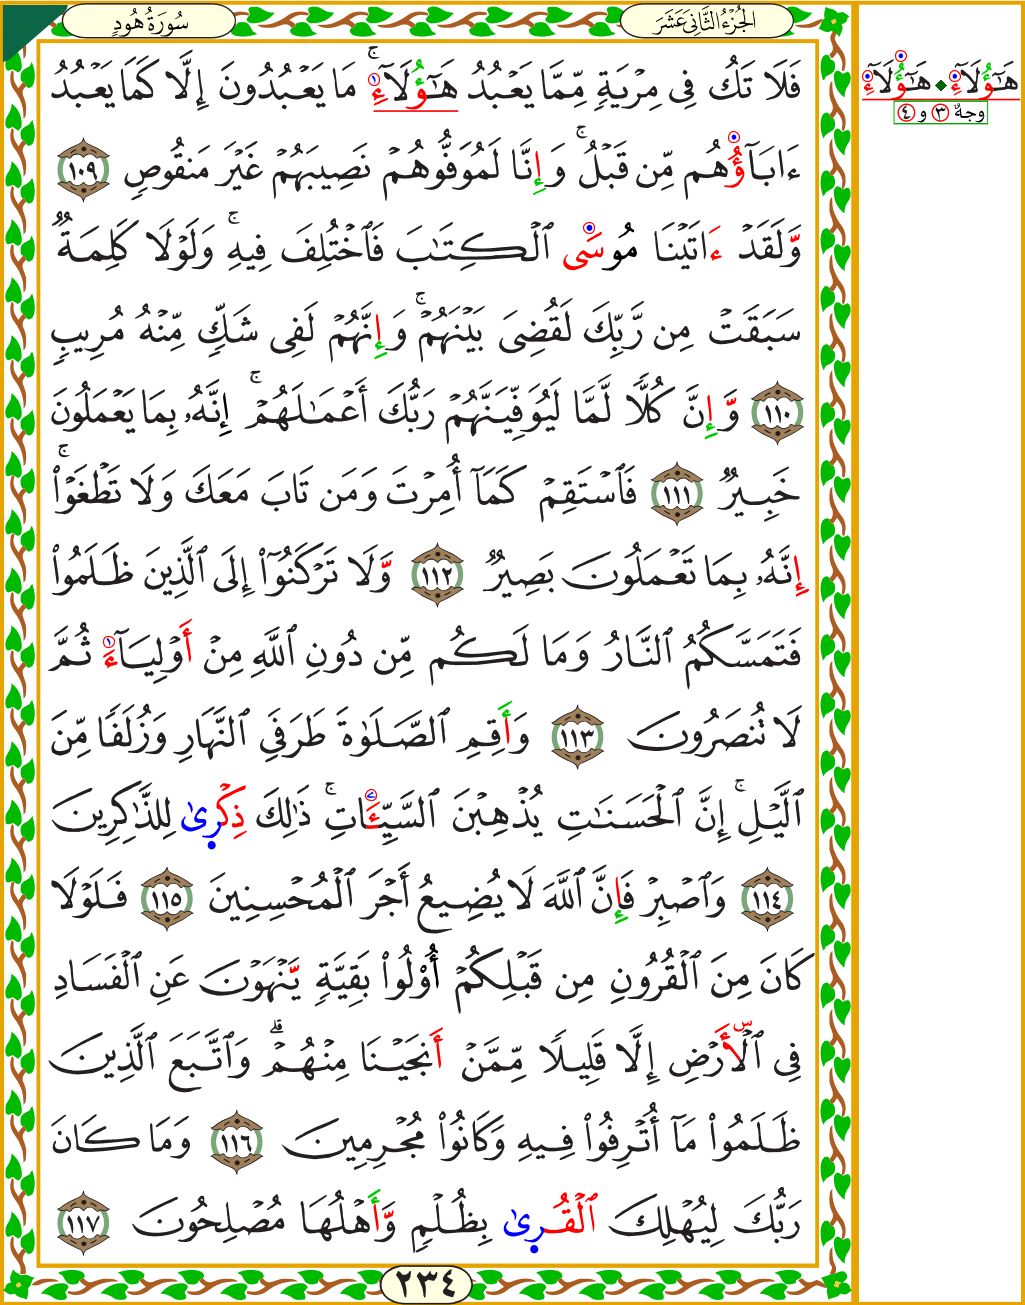 سُورَةُ هُودٍ
الجُزْءُ الثَّانِي عَشَرَ
فَلَا تَكُ فِى مِرْيَةٍ مِّمَّا يَعْبُدُ هَٰٓؤُلَآءِ ۚ مَا يَعْبُدُونَ إِلَّا كَمَا يَعْبُدُ
ءَابَآؤُهُم مِّن قَبْلُ ۚ وَإِنَّا لَمُوَفُّوهُمْ نَصِيبَهُمْ غَيْرَ مَنقُوصٍ ١٠٩
وَّلَقَدْ ءَاتَيْنَا مُوسَى ٱلْكِتَٰبَ فَٱخْتُلِفَ فِيهِ ۚ وَلَوْلَا كَلِمَةٌ
سَبَقَتْ مِن رَّبِّكَ لَقُضِىَ بَيْنَهُمْ ۚ وَإِنَّهُمْ لَفِى شَكٍّ مِّنْهُ مُرِيبٍ
١١٠ وَّإِنَّ كُلًّا لَّمَّا لَيُوَفِّيَنَّهُمْ رَبُّكَ أَعْمَٰلَهُمْ ۚ إِنَّهُۥ بِمَا يَعْمَلُونَ
خَبِيرٌ ١١١ فَٱسْتَقِمْ كَمَآ أُمِرْتَ وَمَن تَابَ مَعَكَ وَلَا تَطْغَوْا۟ ۚ
إِنَّهُۥ بِمَا تَعْمَلُونَ بَصِيرٌ ١١٢ وَّلَا تَرْكَنُوٓا۟ إِلَى ٱلَّذِينَ ظَلَمُوا۟
فَتَمَسَّكُمُ ٱلنَّارُ وَمَا لَكُم مِّن دُونِ ٱللَّهِ مِنْ أَوْلِيَآءَ ثُمَّ
لَا تُنصَرُونَ ١١٣ وَأَقِمِ ٱلصَّلَوٰةَ طَرَفَىِ ٱلنَّهَارِ وَزُلَفًا مِّنَ
ٱلَّيْلِ ۚ إِنَّ ٱلْحَسَنَٰتِ يُذْهِبْنَ ٱلسَّيِّـَٔاتِ ۚ ذَٰلِكَ ذِكْرِىٰ لِلذَّٰكِرِينَ
١١٤ وَٱصْبِرْ فَإِنَّ ٱللَّهَ لَا يُضِيعُ أَجْرَ ٱلْمُحْسِنِينَ ١١٥ فَلَوْلَا
كَانَ مِنَ ٱلْقُرُونِ مِن قَبْلِكُمْ أُو۟لُوا۟ بَقِيَّةٍ يَّنْهَوْنَ عَنِ ٱلْفَسَادِ
فِى ٱلْأَرْضِ إِلَّا قَلِيلًا مِّمَّنْ أَنجَيْنَا مِنْهُمْ ۗ وَٱتَّبَعَ ٱلَّذِينَ
ظَلَمُوا۟ مَآ أُتْرِفُوا۟ فِيهِ وَكَانُوا۟ مُجْرِمِينَ ١١٦ وَمَا كَانَ
رَبُّكَ لِيُهْلِكَ ٱلْقُرِىٰ بِظُلْمٍ وَّأَهْلُهَا مُصْلِحُونَ ١١٧
٢٣٤
هَٰٓؤُلَآءِ ۰ هَٰٓؤُلَآءِ
وجهٌ ٣ و ٤